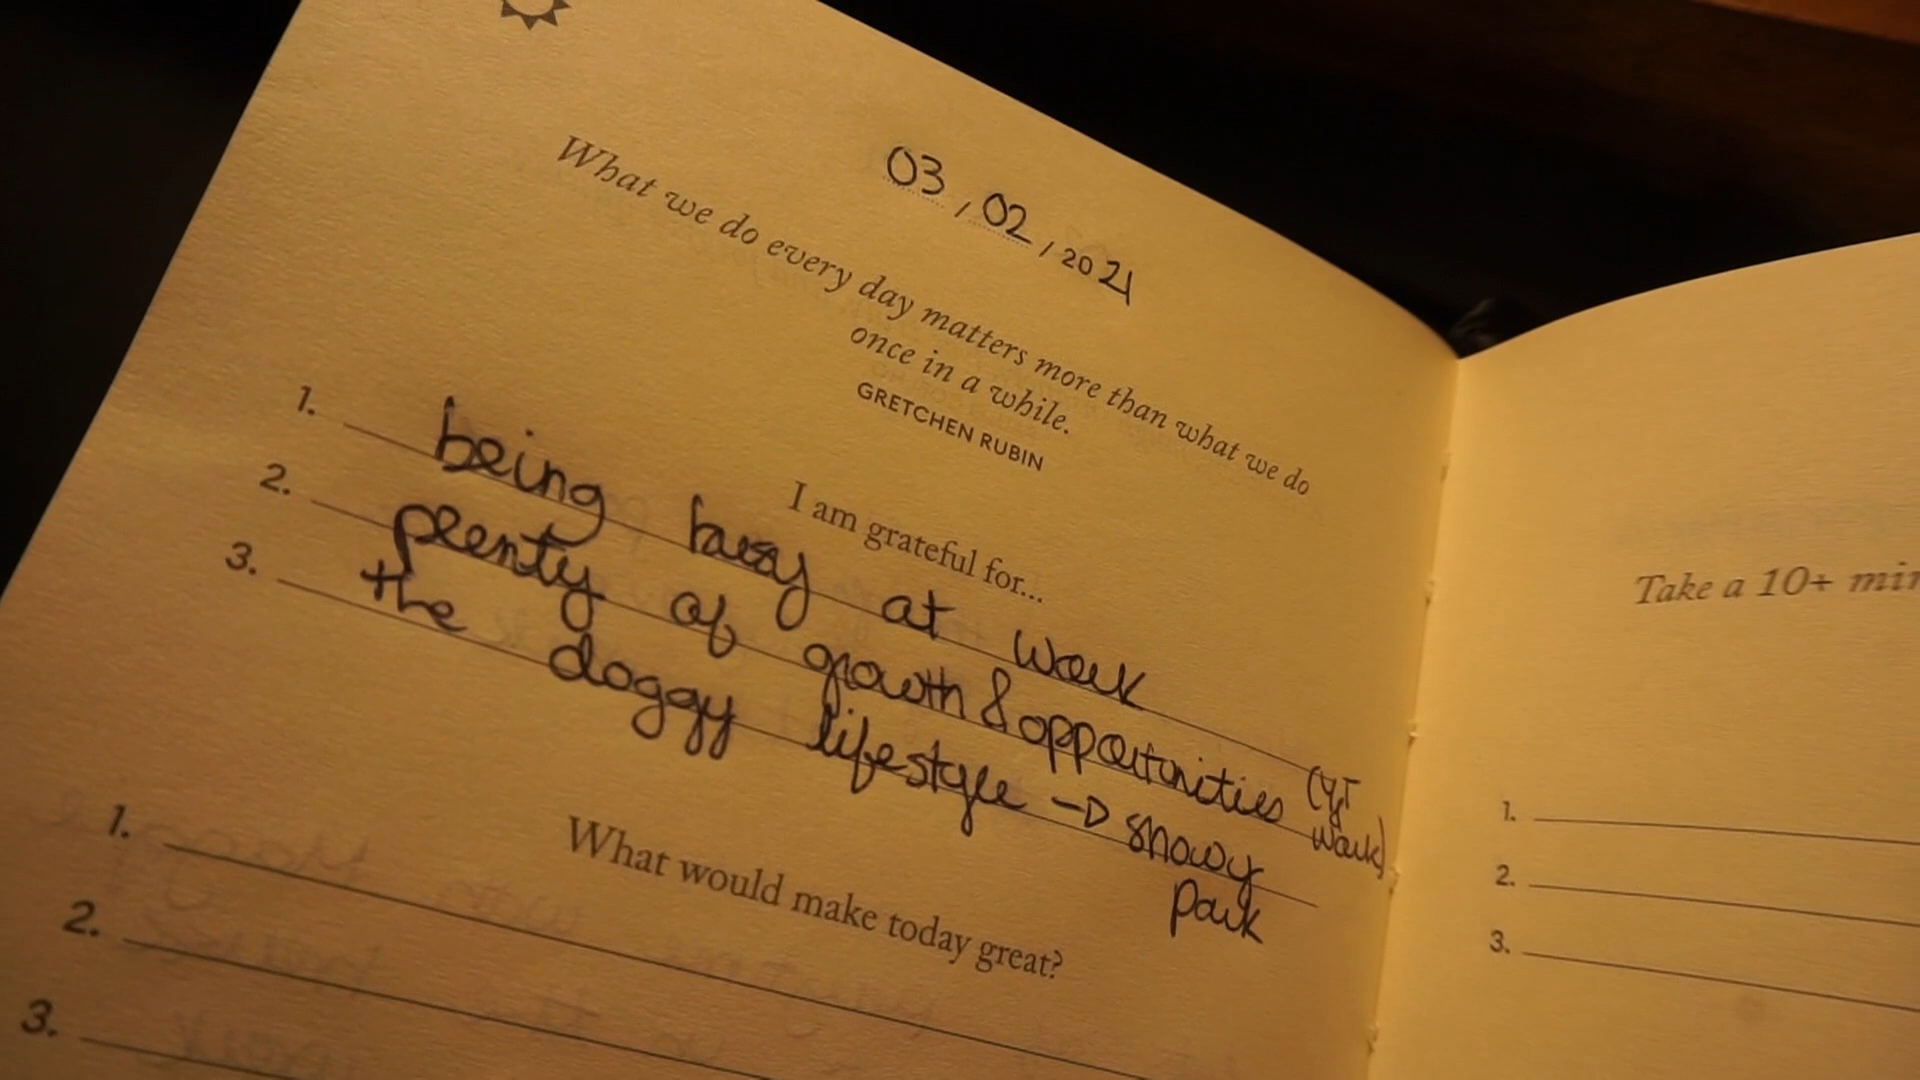 03 / 02 / 2021
What we do every day matters more than what we do
once in a while.
GRETCHEN RUBIN
I am grateful for...
1. being busy at work
2. plenty of growth & opportunities (YT
work)
3. the doggy lifestyle → snowy
park
What would make today great?
1.
2.
3.
Take a 10+ min
1.
2.
3.